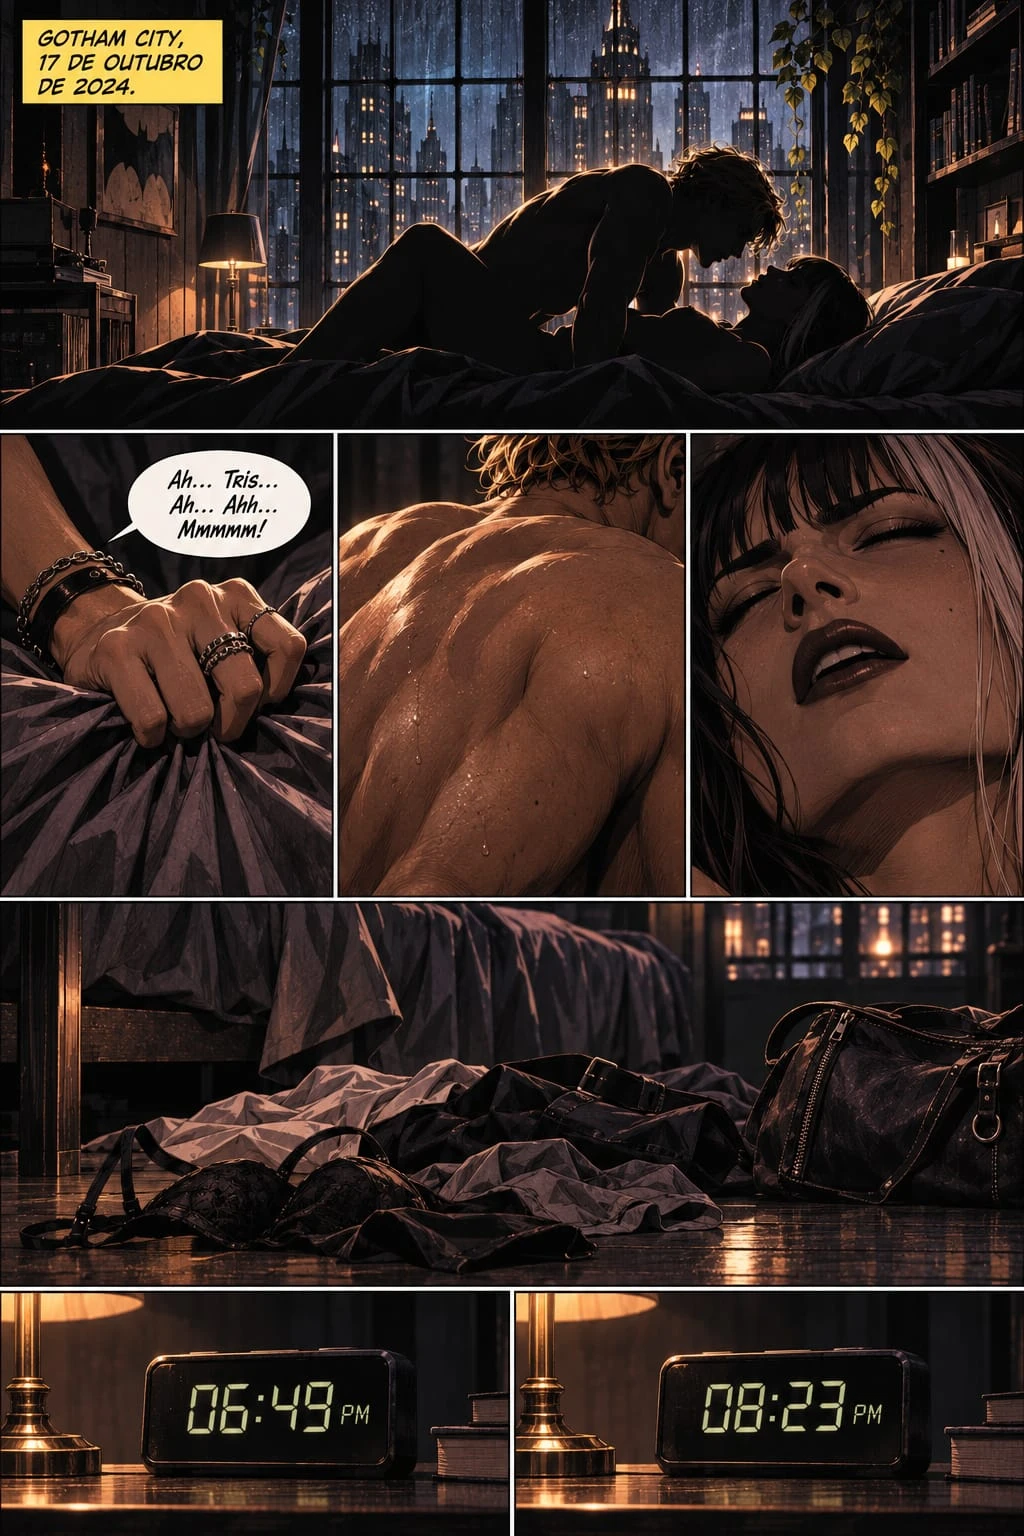 GOTHAM CITY,
17 DE OUTUBRO
DE 2024.
Ah... Tris...
Ah... Ahh...
Mmmmm!
06:49 PM
08:23 PM